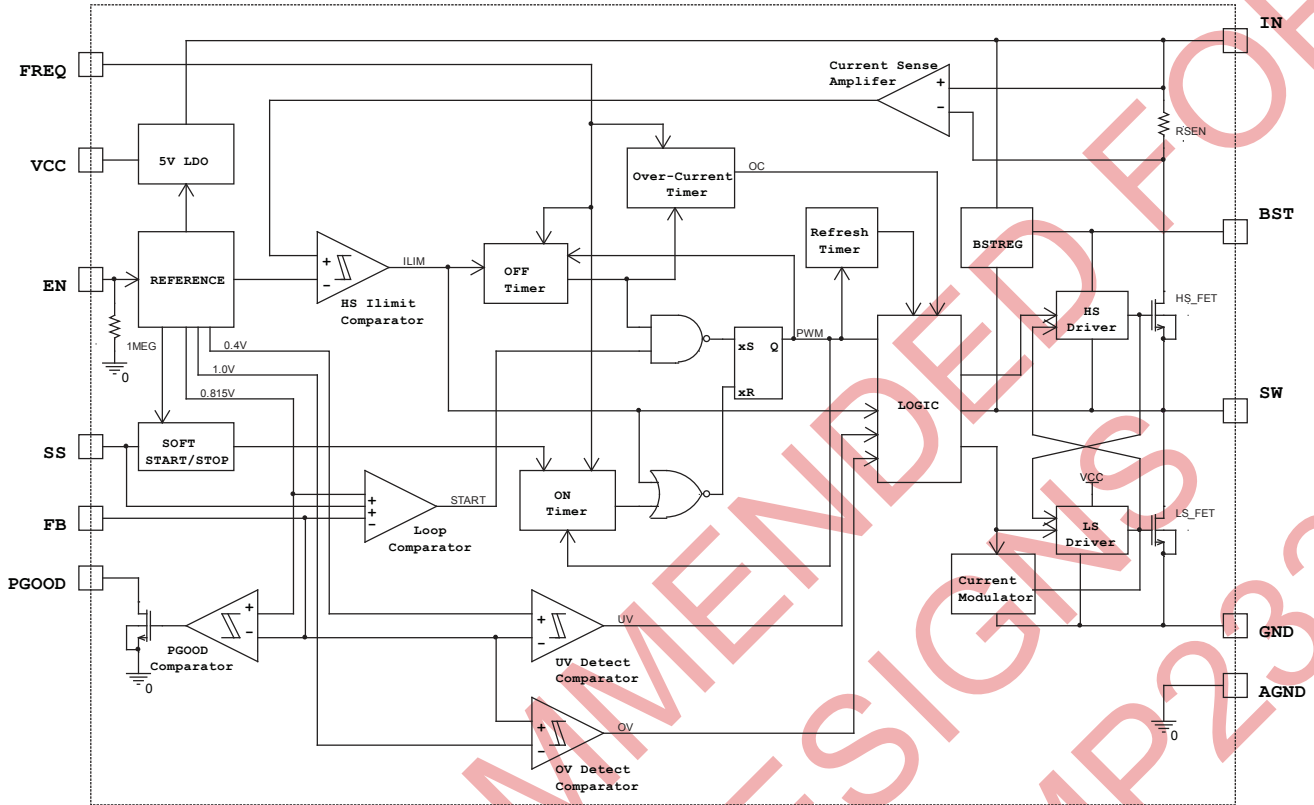 IN
FREQ
Current Sense
Amplifer
+
-
RSEN
VCC
5V LDO
Over-Current
Timer
OC
BST
Refresh
Timer
BSTREG
EN
REFERENCE
+
-
ILIM
HS Ilimit
Comparator
OFF
Timer
HS
Driver
HS_FET
1MEG
0
0.4V
1.0V
0.815V
xS Q
xR
PWM
LOGIC
SW
SS
SOFT
START/STOP
VCC
FB
+
+
-
START
Loop
Comparator
ON
Timer
LS
Driver
LS_FET
PGOOD
Current
Modulator
+
-
PGOOD
Comparator
0
+
-
UV
UV Detect
Comparator
GND
+
-
OV
OV Detect
Comparator
AGND
0
MMENDED FOR
ESIGNS